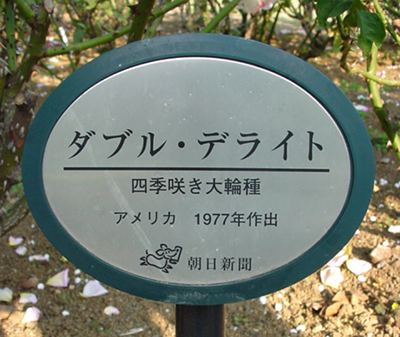 ダブル・デライト
四季咲き大輪種
アメリカ　1977年作出
朝日新聞